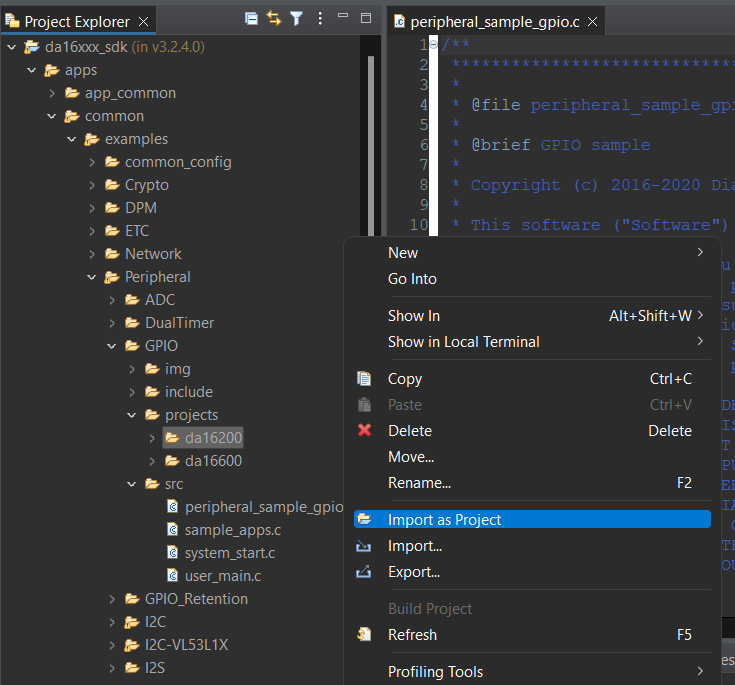 Project Explorer
da16xxx_sdk (in v3.2.4.0)
apps
app_common
common
examples
common_config
Crypto
DPM
ETC
Network
Peripheral
ADC
DualTimer
GPIO
img
include
projects
da16200
da16600
src
peripheral_sample_gpio
sample_apps.c
system_start.c
user_main.c
GPIO_Retention
I2C
I2C-VL53L1X
I2S
peripheral_sample_gpio.c
1 /**
2 ****************************
3 *
4 * @file peripheral_sample_gp
5 *
6 * @brief GPIO sample
7 *
8 * Copyright (c) 2016-2020 Dia
9 *
10 * This software ("Software")
New
Go Into
Show In Alt+Shift+W
Show in Local Terminal
Copy Ctrl+C
Paste Ctrl+V
Delete Delete
Move...
Rename... F2
Import as Project
Import...
Export...
Build Project
Refresh F5
Profiling Tools